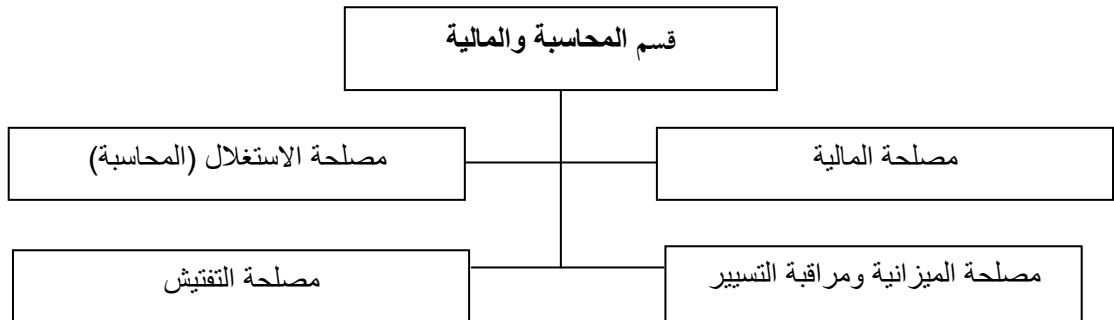 قسم المحاسبة والمالية
مصلحة المالية
مصلحة الاستغلال (المحاسبة)
مصلحة الميزانية ومراقبة التسيير
مصلحة التفتيش